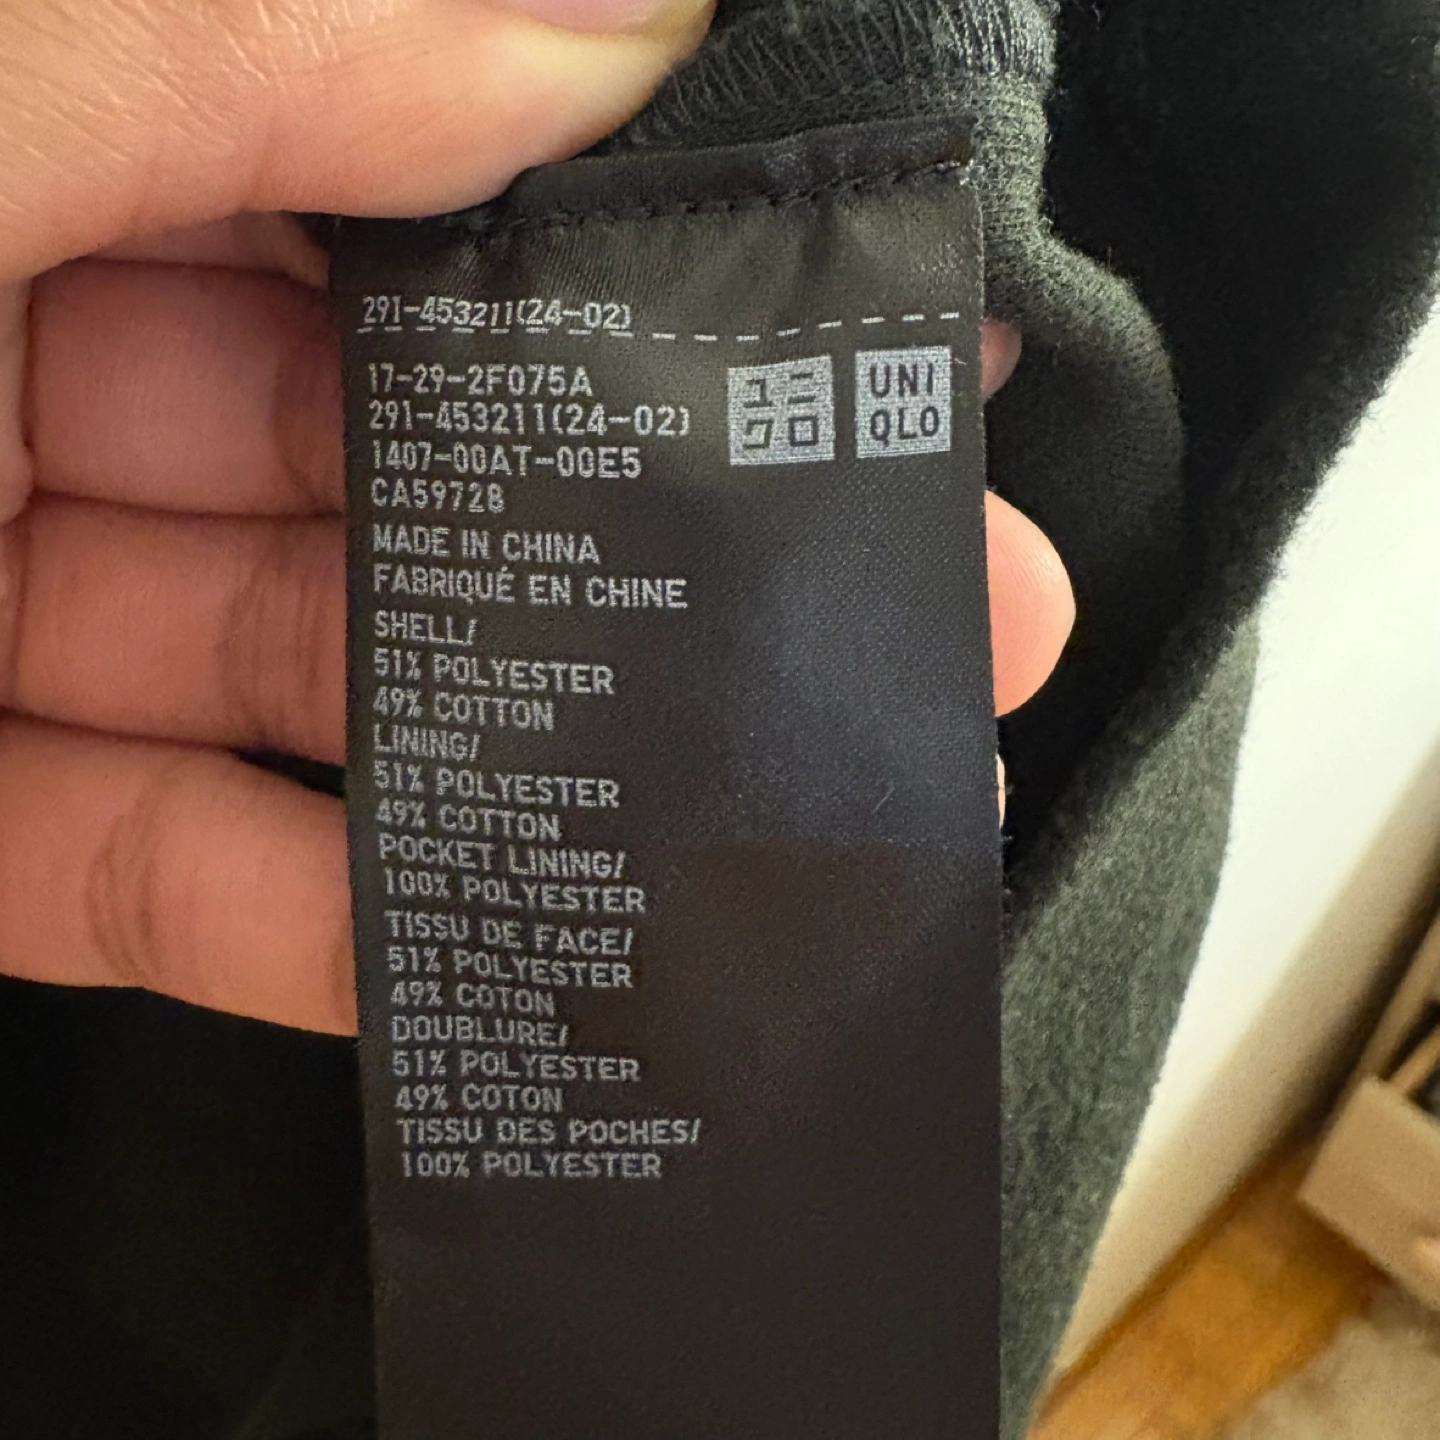 291-453211(24-02)
17-29-2F075A
291-453211(24-02)
1407-00AT-00E5
CA59728
ユニ
クロ
UNI
QLO
MADE IN CHINA
FABRIQUÉ EN CHINE
SHELL/
51% POLYESTER
49% COTTON
LINING/
51% POLYESTER
49% COTTON
POCKET LINING/
100% POLYESTER
TISSU DE FACE/
51% POLYESTER
49% COTON
DOUBLURE/
51% POLYESTER
49% COTON
TISSU DES POCHES/
100% POLYESTER